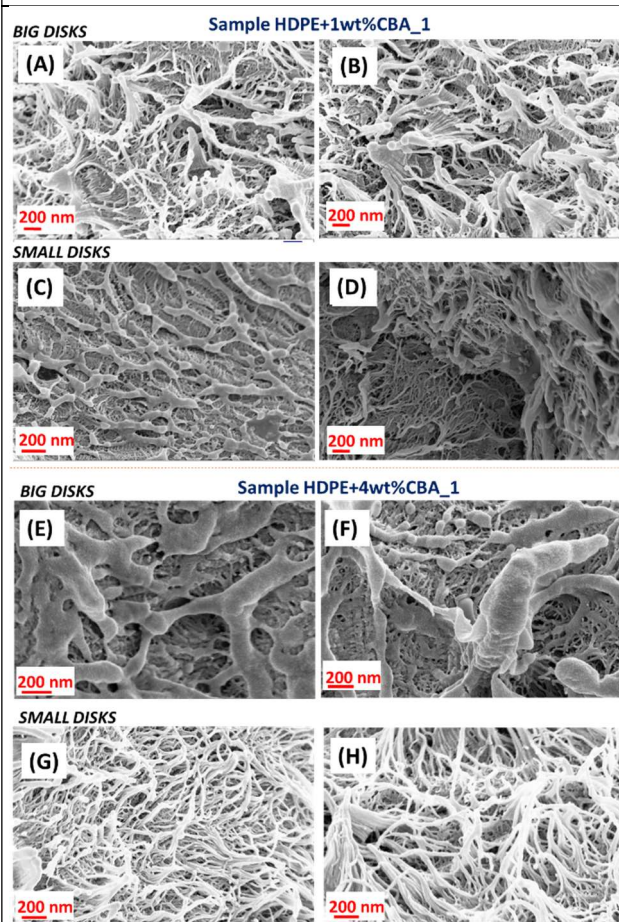 Sample HDPE+1wt%CBA_1
BIG DISKS
(A)
(B)
200 nm
200 nm
SMALL DISKS
(C)
(D)
200 nm
200 nm
Sample HDPE+4wt%CBA_1
BIG DISKS
(E)
(F)
200 nm
200 nm
SMALL DISKS
(G)
(H)
200 nm
200 nm